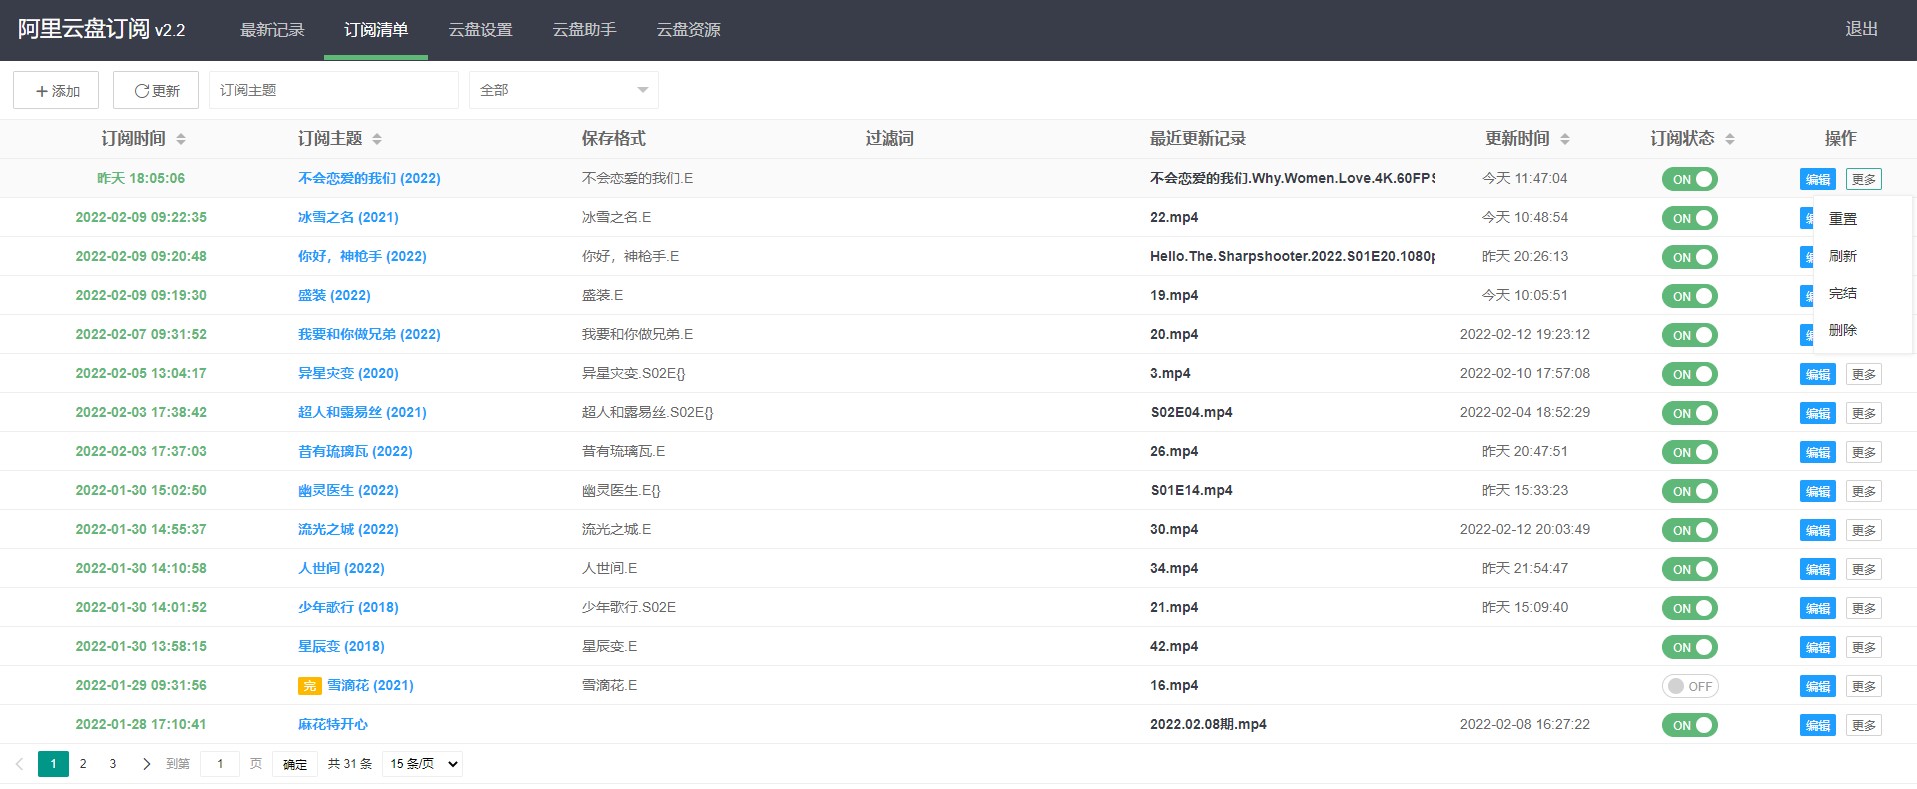 阿里云盘订阅 v2.2 最新记录 订阅清单 云盘设置 云盘助手 云盘资源 退出
添加 更新 订阅主题 全部
订阅时间 订阅主题 保存格式 过滤词 最近更新记录 更新时间 订阅状态 操作
昨天 18:05:06 不会恋爱的我们 (2022) 不会恋爱的我们.E 不会恋爱的我们.Why.Women.Love.4K.60FPS 今天 11:47:04 ON 编辑 更多
2022-02-09 09:22:35 冰雪之名 (2021) 冰雪之名.E 22.mp4 今天 10:48:54 ON 重置
2022-02-09 09:20:48 你好，神枪手 (2022) 你好，神枪手.E Hello.The.Sharpshooter.2022.S01E20.1080p 昨天 20:26:13 ON 刷新
2022-02-09 09:19:30 盛装 (2022) 盛装.E 19.mp4 今天 10:05:51 ON 完结
2022-02-07 09:31:52 我要和你做兄弟 (2022) 我要和你做兄弟.E 20.mp4 2022-02-12 19:23:12 ON 删除
2022-02-05 13:04:17 异星灾变 (2020) 异星灾变.S02E{} 3.mp4 2022-02-10 17:57:08 ON 编辑 更多
2022-02-03 17:38:42 超人和露易丝 (2021) 超人和露易丝.S02E{} S02E04.mp4 2022-02-04 18:52:29 ON 编辑 更多
2022-02-03 17:37:03 昔有琉璃瓦 (2022) 昔有琉璃瓦.E 26.mp4 昨天 20:47:51 ON 编辑 更多
2022-01-30 15:02:50 幽灵医生 (2022) 幽灵医生.E{} S01E14.mp4 昨天 15:33:23 ON 编辑 更多
2022-01-30 14:55:37 流光之城 (2022) 流光之城.E 30.mp4 2022-02-12 20:03:49 ON 编辑 更多
2022-01-30 14:10:58 人世间 (2022) 人世间.E 34.mp4 昨天 21:54:47 ON 编辑 更多
2022-01-30 14:01:52 少年歌行 (2018) 少年歌行.S02E 21.mp4 昨天 15:09:40 ON 编辑 更多
2022-01-30 13:58:15 星辰变 (2018) 星辰变.E 42.mp4 ON 编辑 更多
2022-01-29 09:31:56 完 雪滴花 (2021) 雪滴花.E 16.mp4 OFF 编辑 更多
2022-01-28 17:10:41 麻花特开心 2022.02.08期.mp4 2022-02-08 16:27:22 ON 编辑 更多
1 2 3 到第 1 页 确定 共 31 条 15 条/页